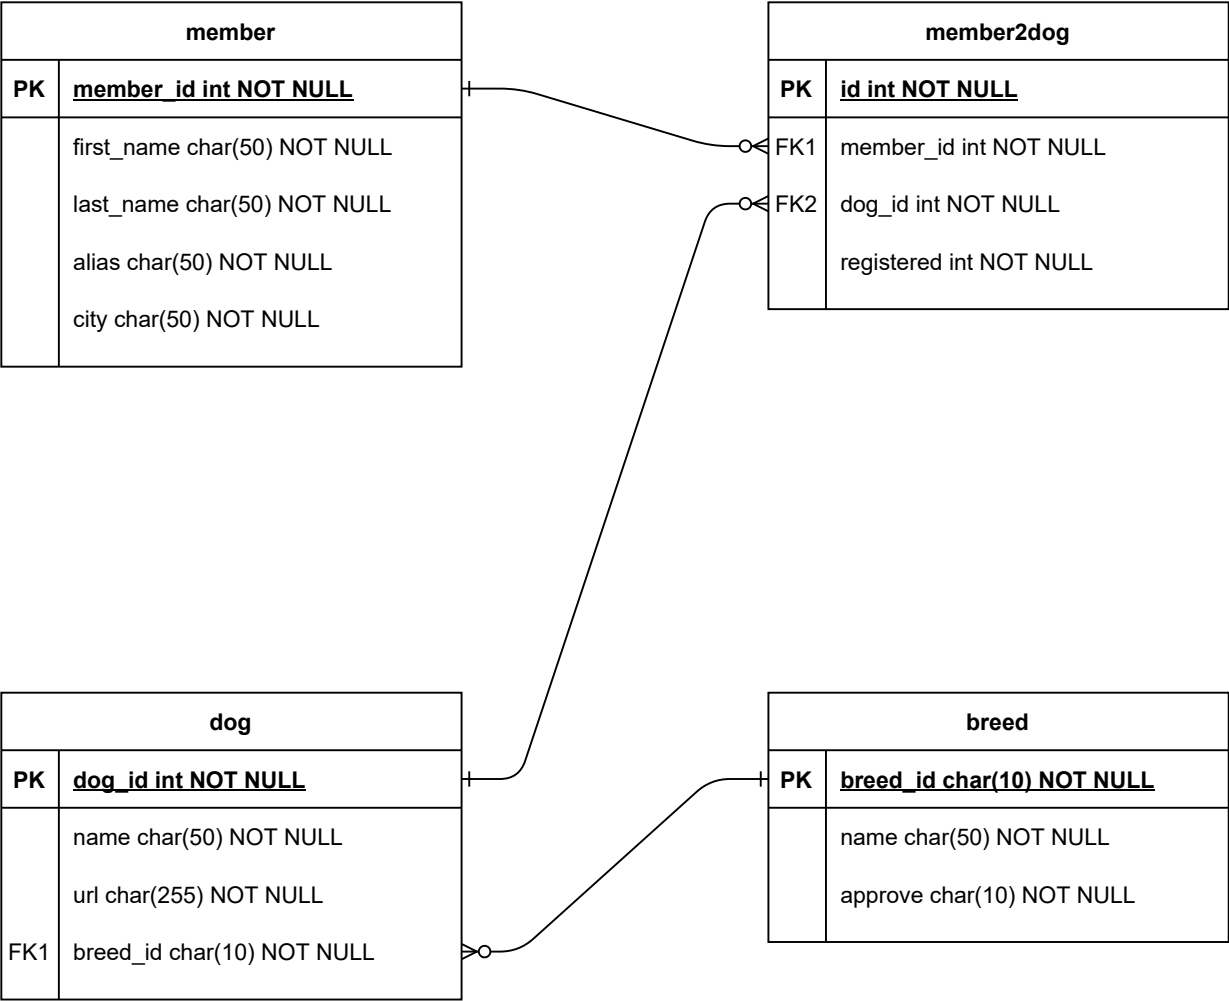 member
PK member_id int NOT NULL
first_name char(50) NOT NULL
last_name char(50) NOT NULL
alias char(50) NOT NULL
city char(50) NOT NULL
member2dog
PK id int NOT NULL
FK1 member_id int NOT NULL
FK2 dog_id int NOT NULL
registered int NOT NULL
dog
PK dog_id int NOT NULL
name char(50) NOT NULL
url char(255) NOT NULL
FK1 breed_id char(10) NOT NULL
breed
PK breed_id char(10) NOT NULL
name char(50) NOT NULL
approve char(10) NOT NULL